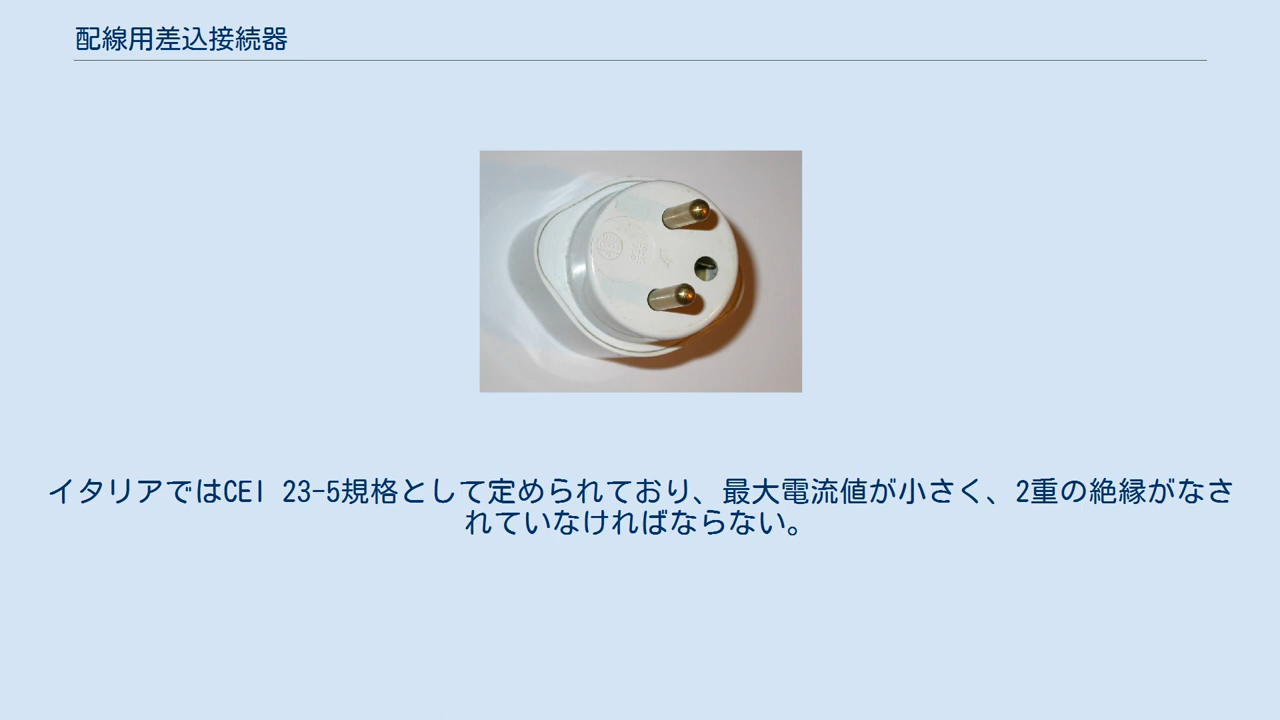 配線用差込接続器
イタリアではCEI 23-5規格として定められており、最大電流値が小さく、2重の絶縁がなさ
れていなければならない。